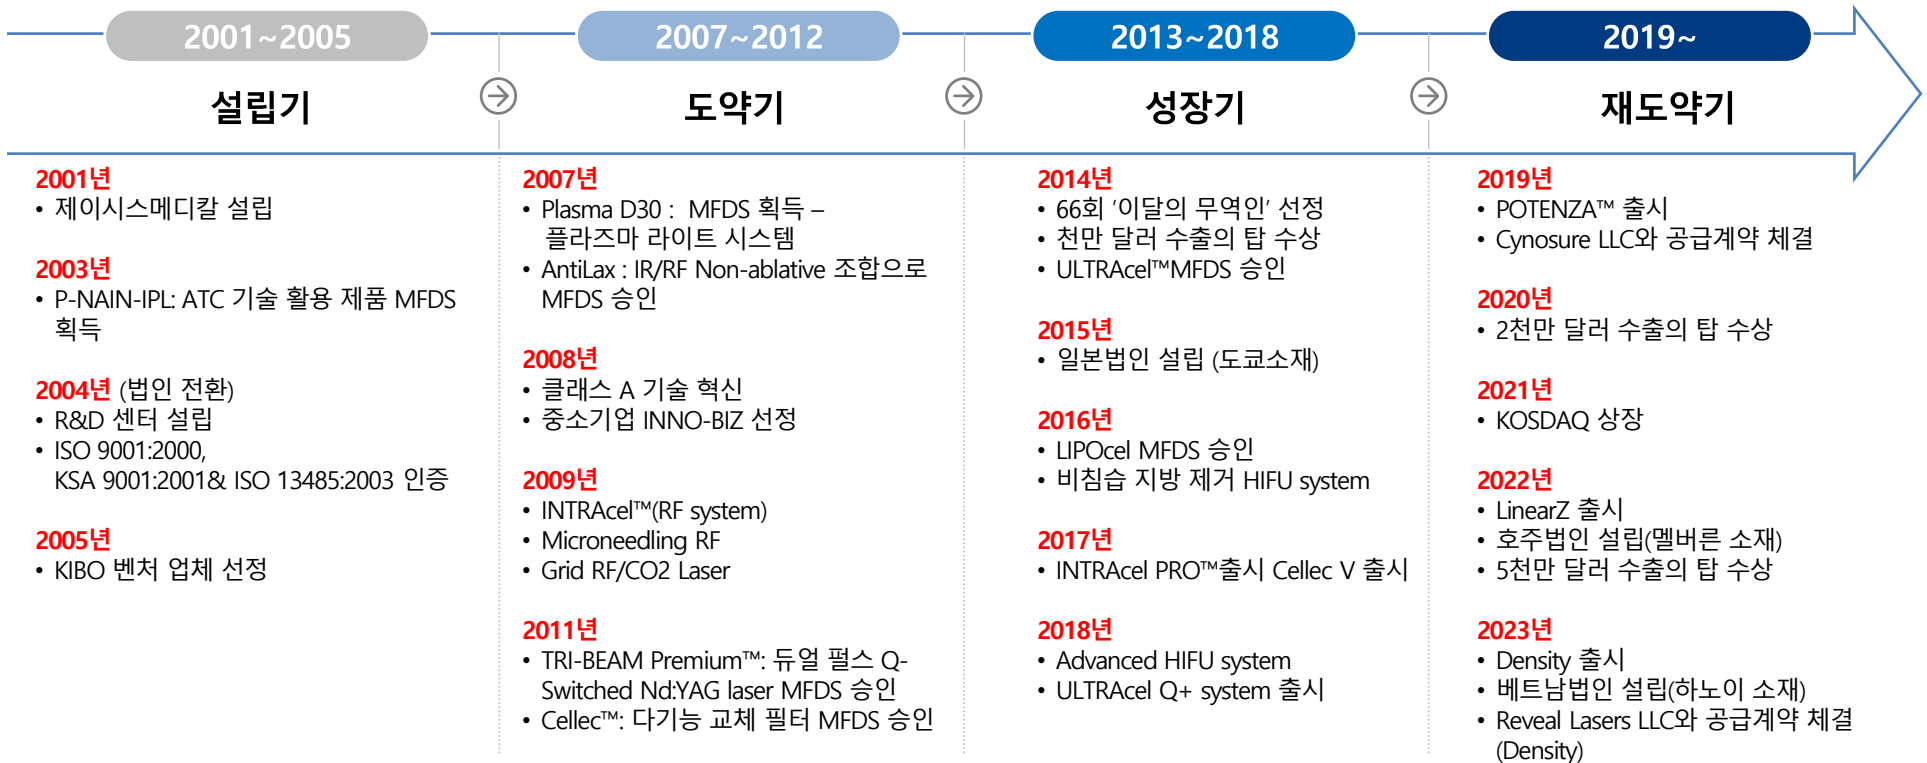 2001~2005
설립기
2001년
• 제이시스메디칼 설립
2003년
• P-NAIN-IPL: ATC 기술 활용 제품 MFDS
획득
2004년 (법인 전환)
• R&D 센터 설립
• ISO 9001:2000,
KSA 9001:2001& ISO 13485:2003 인증
2005년
• KIBO 벤처 업체 선정
2007~2012
도약기
2007년
• Plasma D30 : MFDS 획득 –
플라즈마 라이트 시스템
• AntiLax : IR/RF Non-ablative 조합으로
MFDS 승인
2008년
• 클래스 A 기술 혁신
• 중소기업 INNO-BIZ 선정
2009년
• INTRAcel™(RF system)
• Microneedling RF
• Grid RF/CO2 Laser
2011년
• TRI-BEAM Premium™: 듀얼 펄스 Q-
Switched Nd:YAG laser MFDS 승인
• Cellec™: 다기능 교체 필터 MFDS 승인
2013~2018
성장기
2014년
• 66회 '이달의 무역인' 선정
• 천만 달러 수출의 탑 수상
• ULTRAcel™MFDS 승인
2015년
• 일본법인 설립 (도쿄소재)
2016년
• LIPOcel MFDS 승인
• 비침습 지방 제거 HIFU system
2017년
• INTRAcel PRO™출시 Cellec V 출시
2018년
• Advanced HIFU system
• ULTRAcel Q+ system 출시
2019~
재도약기
2019년
• POTENZA™ 출시
• Cynosure LLC와 공급계약 체결
2020년
• 2천만 달러 수출의 탑 수상
2021년
• KOSDAQ 상장
2022년
• LinearZ 출시
• 호주법인 설립(멜버른 소재)
• 5천만 달러 수출의 탑 수상
2023년
• Density 출시
• 베트남법인 설립(하노이 소재)
• Reveal Lasers LLC와 공급계약 체결
(Density)